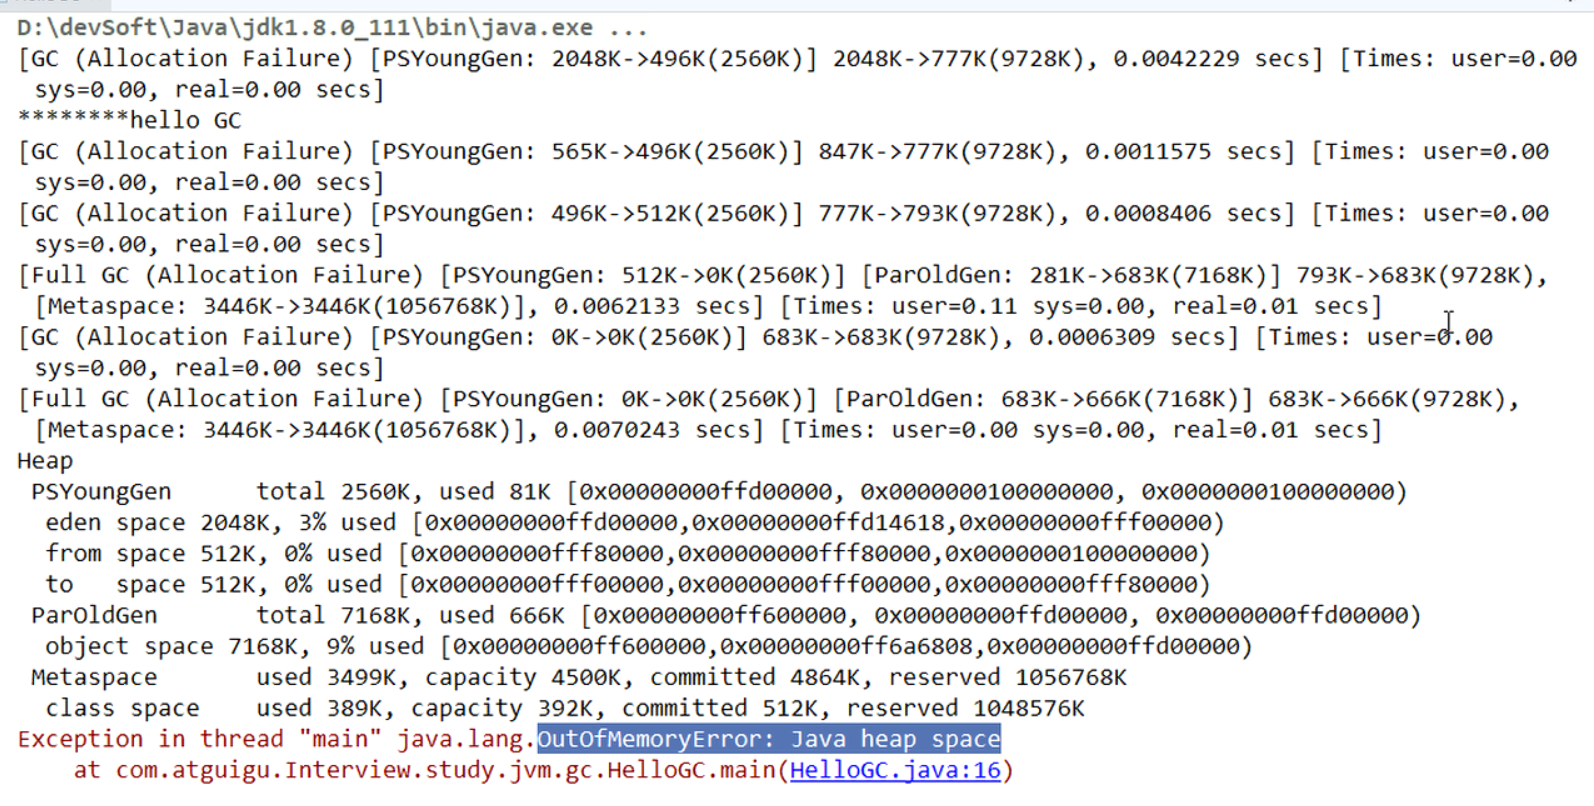 D:\devSoft\Java\jdk1.8.0_111\bin\java.exe ...
[GC (Allocation Failure) [PSYoungGen: 2048K->496K(2560K)] 2048K->777K(9728K), 0.0042229 secs] [Times: user=0.00
sys=0.00, real=0.00 secs]
********hello GC
[GC (Allocation Failure) [PSYoungGen: 565K->496K(2560K)] 847K->777K(9728K), 0.0011575 secs] [Times: user=0.00
sys=0.00, real=0.00 secs]
[GC (Allocation Failure) [PSYoungGen: 496K->512K(2560K)] 777K->793K(9728K), 0.0008406 secs] [Times: user=0.00
sys=0.00, real=0.00 secs]
[Full GC (Allocation Failure) [PSYoungGen: 512K->0K(2560K)] [ParOldGen: 281K->683K(7168K)] 793K->683K(9728K),
[Metaspace: 3446K->3446K(1056768K)], 0.0062133 secs] [Times: user=0.11 sys=0.00, real=0.01 secs]
[GC (Allocation Failure) [PSYoungGen: 0K->0K(2560K)] 683K->683K(9728K), 0.0006309 secs] [Times: user=0.00
sys=0.00, real=0.00 secs]
[Full GC (Allocation Failure) [PSYoungGen: 0K->0K(2560K)] [ParOldGen: 683K->666K(7168K)] 683K->666K(9728K),
[Metaspace: 3446K->3446K(1056768K)], 0.0070243 secs] [Times: user=0.00 sys=0.00, real=0.01 secs]
Heap
PSYoungGen      total 2560K, used 81K [0x00000000ffd00000, 0x0000000100000000, 0x0000000100000000)
eden space 2048K, 3% used [0x00000000ffd00000,0x00000000ffd14618,0x00000000fff00000)
from space 512K, 0% used [0x00000000fff80000,0x00000000fff80000,0x0000000100000000)
to   space 512K, 0% used [0x00000000fff00000,0x00000000fff00000,0x00000000fff80000)
ParOldGen       total 7168K, used 666K [0x00000000ff600000, 0x00000000ffd00000, 0x00000000ffd00000)
object space 7168K, 9% used [0x00000000ff600000,0x00000000ff6a6808,0x00000000ffd00000)
Metaspace       used 3499K, capacity 4500K, committed 4864K, reserved 1056768K
class space    used 389K, capacity 392K, committed 512K, reserved 1048576K
Exception in thread "main" java.lang.OutOfMemoryError: Java heap space
at com.atguigu.Interview.study.jvm.gc.HelloGC.main(HelloGC.java:16)